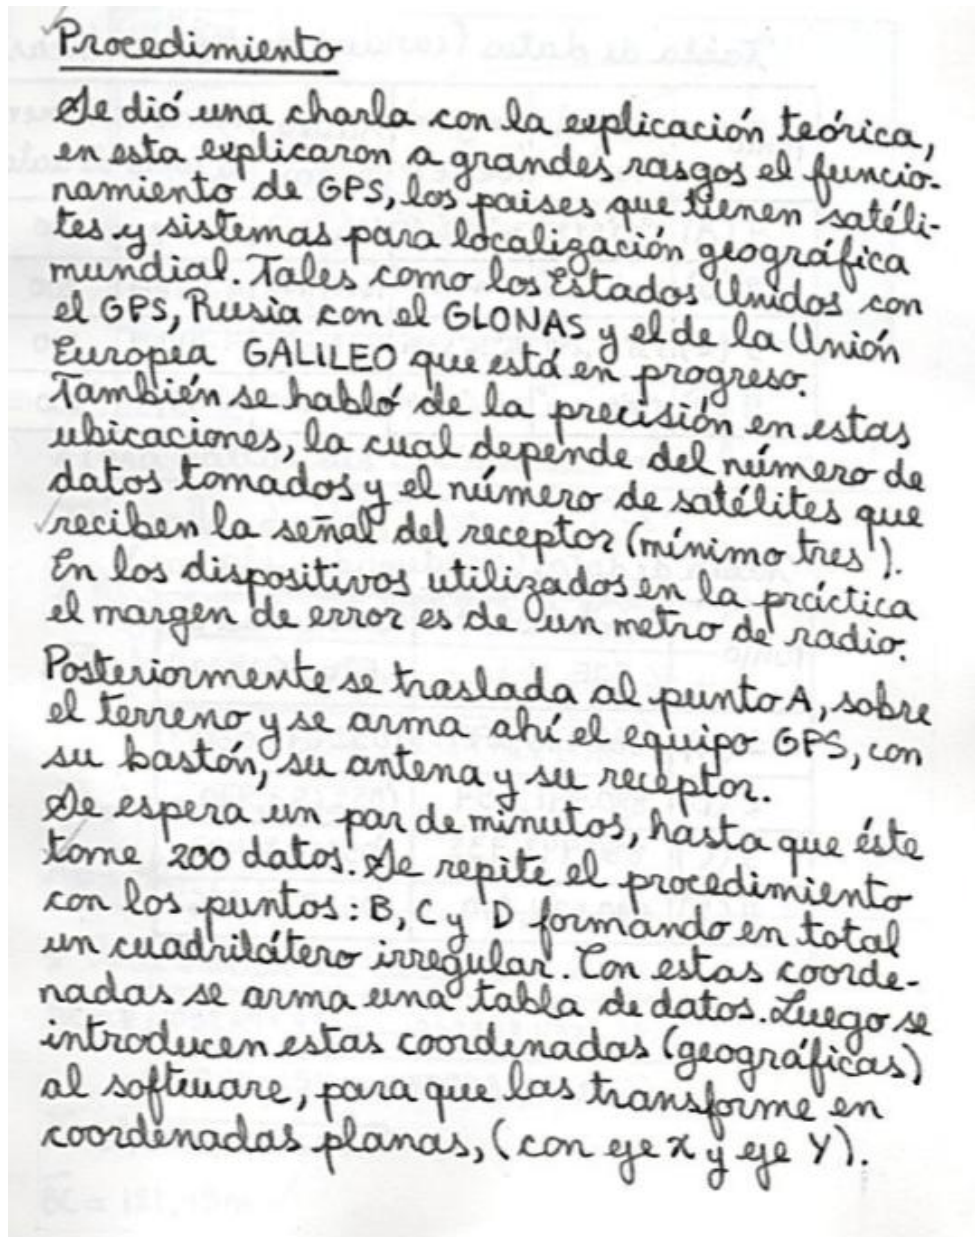 Procedimiento
Se dió una charla con la explicación teórica,
en esta explicaron a grandes rasgos el funcio-
namiento de GPS, los paises que tienen satéli-
tes y sistemas para localización geográfica
mundial. Tales como los Estados Unidos con
el GPS, Rusia con el GLONAS y el de la Unión
Europea GALILEO que está en progreso.
También se habló de la precisión en estas
ubicaciones, la cual depende del número de
datos tomados y el número de satélites que
reciben la señal del receptor (mínimo tres).
En los dispositivos utilizados en la práctica
el margen de error es de un metro de radio.
Posteriormente se traslada al punto A, sobre
el terreno y se arma ahí el equipo GPS, con
su bastón, su antena y su receptor.
Se espera un par de minutos, hasta que éste
tome 200 datos. Se repite el procedimiento
con los puntos: B, C y D formando en total
un cuadrilátero irregular. Con estas coorde-
nadas se arma una tabla de datos. Luego se
introducen estas coordenadas (geográficas)
al software, para que las transforme en
coordenadas planas, (con eje x y eje Y).